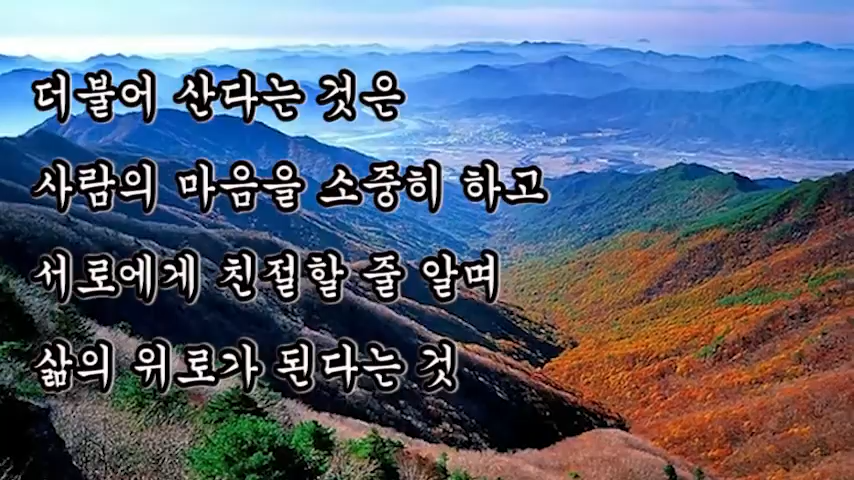 더불어 산다는 것은
사람의 마음을 소중히 하고
서로에게 친절할 줄 알며
삶의 위로가 된다는 것